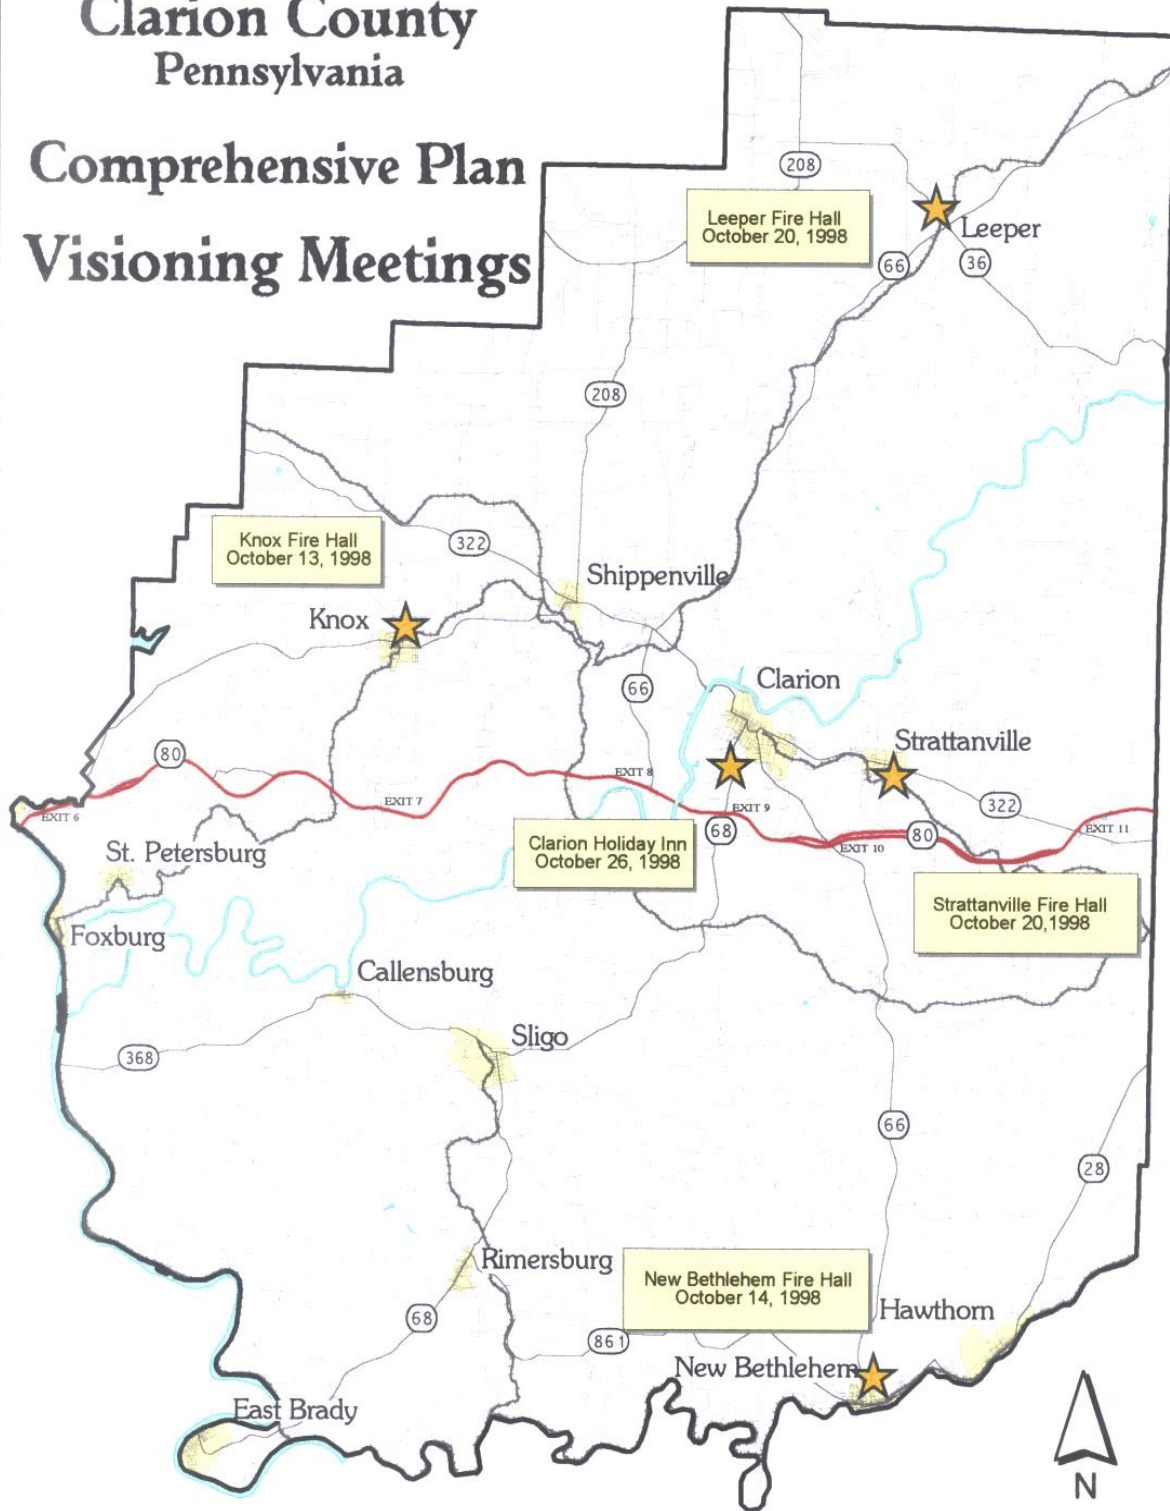 Clarion County
Pennsylvania
Comprehensive Plan
Visioning Meetings
208
Leeper Fire Hall
October 20, 1998
Leeper
66
36
208
Knox Fire Hall
October 13, 1998
322
Shippenville
Knox
66
Clarion
Strattanville
80
EXIT 8
EXIT 7
EXIT 9
322
EXIT 6
68
80
EXIT 11
EXIT 10
Clarion Holiday Inn
October 26, 1998
St. Petersburg
Strattanville Fire Hall
October 20,1998
Foxburg
Callensburg
Sligo
368
66
28
Rimersburg
New Bethlehem Fire Hall
October 14, 1998
Hawthorn
68
861
New Bethlehem
East Brady
N